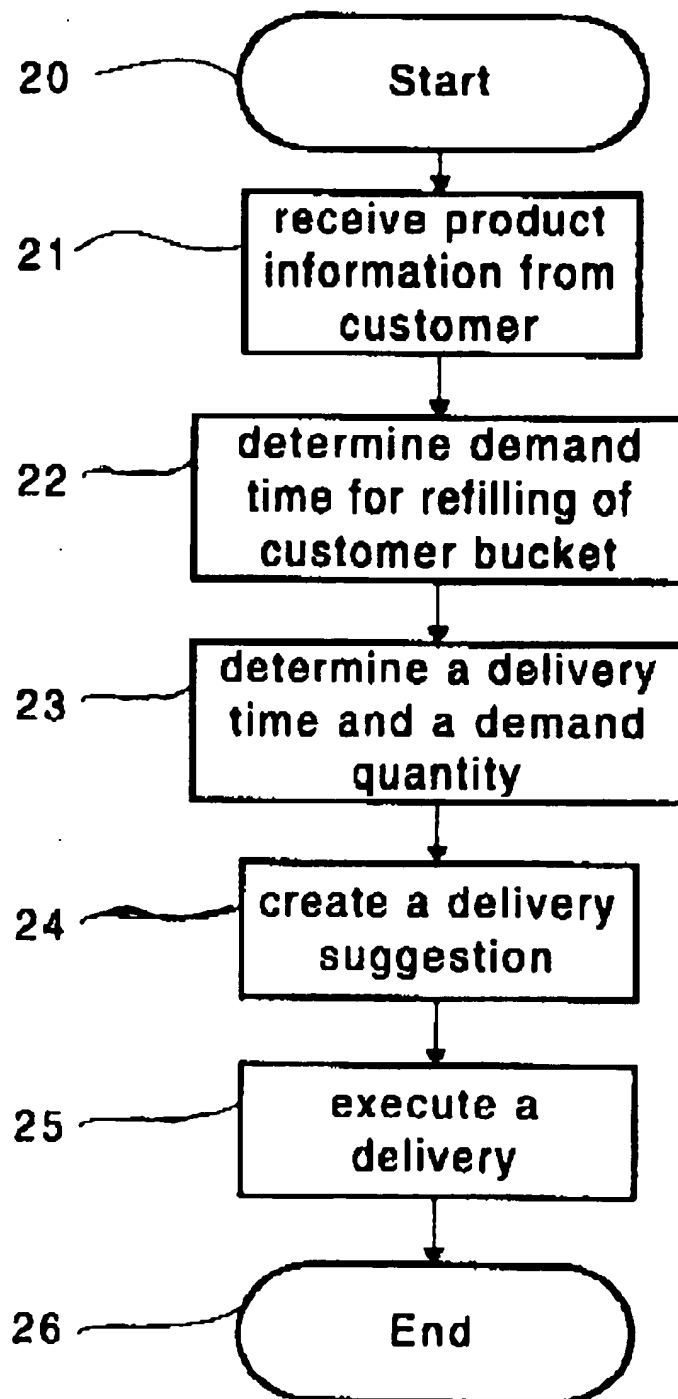 20
Start
21
receive product
information from
customer
22
determine demand
time for refilling of
customer bucket
23
determine a delivery
time and a demand
quantity
24
create a delivery
suggestion
25
execute a
delivery
26
End